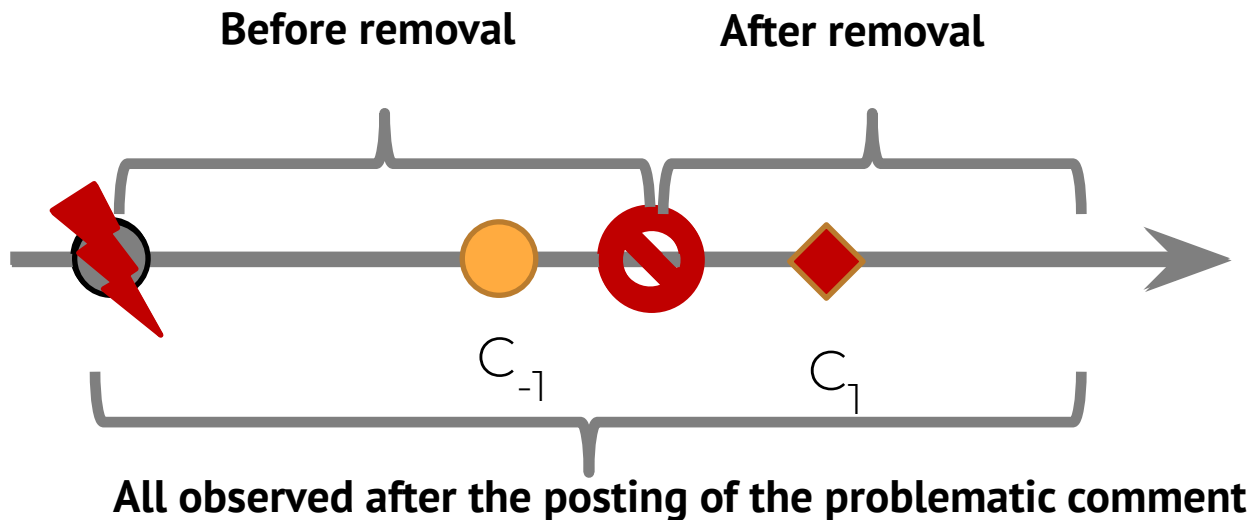 Before removal
After removal
C-1
C1
All observed after the posting of the problematic comment